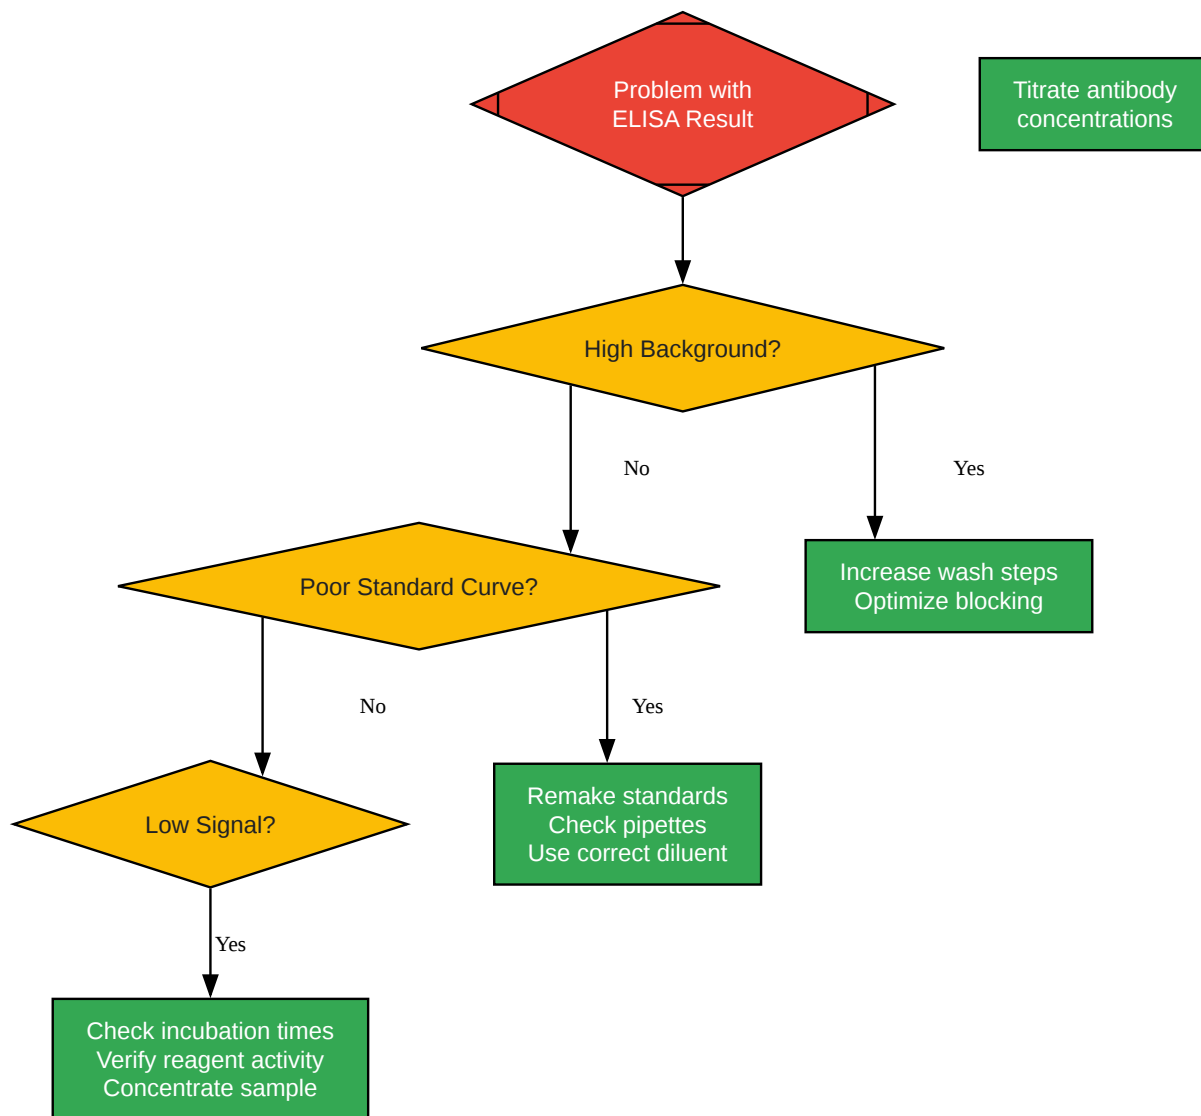 Problem with
ELISA Result
Titrate antibody
concentrations
High Background?
No
Yes
Poor Standard Curve?
Increase wash steps
Optimize blocking
No
Yes
Low Signal?
Remake standards
Check pipettes
Use correct diluent
Yes
Check incubation times
Verify reagent activity
Concentrate sample